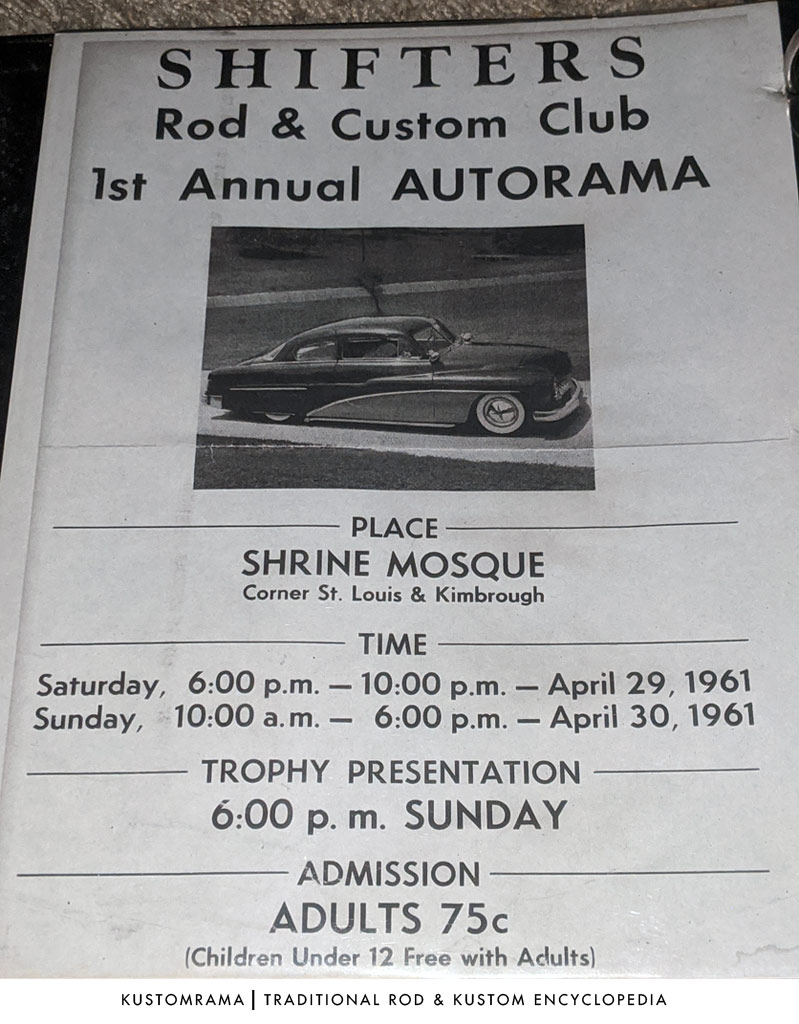 SHIFTERS
Rod & Custom Club
1st Annual AUTORAMA
PLACE
SHRINE MOSQUE
Corner St. Louis & Kimbrough
TIME
Saturday, 6:00 p.m. — 10:00 p.m. — April 29, 1961
Sunday, 10:00 a.m. — 6:00 p.m. — April 30, 1961
TROPHY PRESENTATION
6:00 p. m. SUNDAY
ADMISSION
ADULTS 75c
(Children Under 12 Free with Adults)
KUSTOMRAMA | TRADITIONAL ROD & KUSTOM ENCYCLOPEDIA